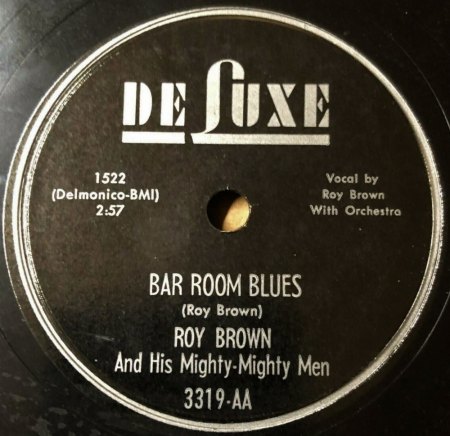 DE LUXE
1522
(Delmonico-BMI)
2:57
Vocal by
Roy Brown
With Orchestra
BAR ROOM BLUES
(Roy Brown)
ROY BROWN
And His Mighty-Mighty Men
3319-AA